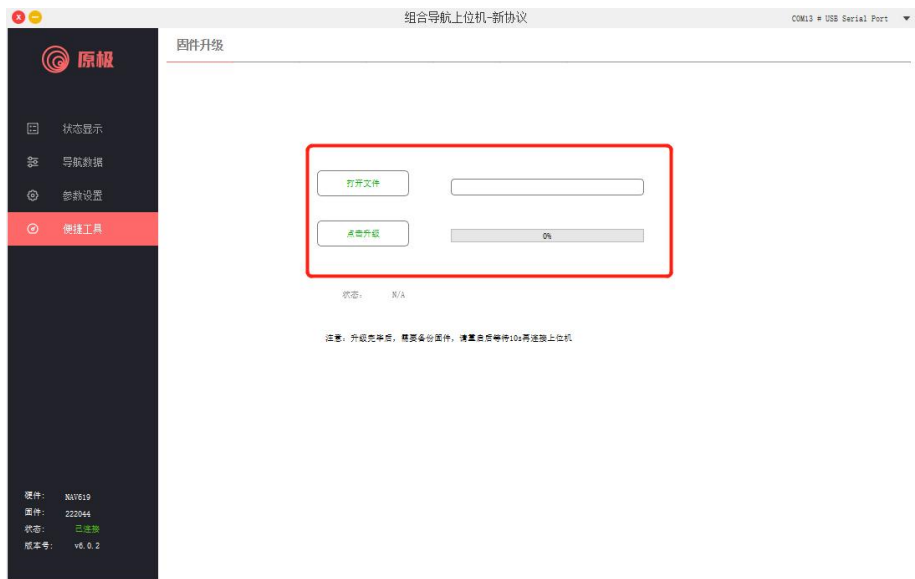 组合导航上位机-新协议
COM13 # USB Serial Port
原极
固件升级
状态显示
导航数据
参数设置
便捷工具
打开文件
点击升级
0%
状态: N/A
注意:升级完毕后,需要备份固件,请重启后等待10s再连接上位机
硬件: NAV619
固件: 222044
状态: 已连接
版本号: v6.0.2